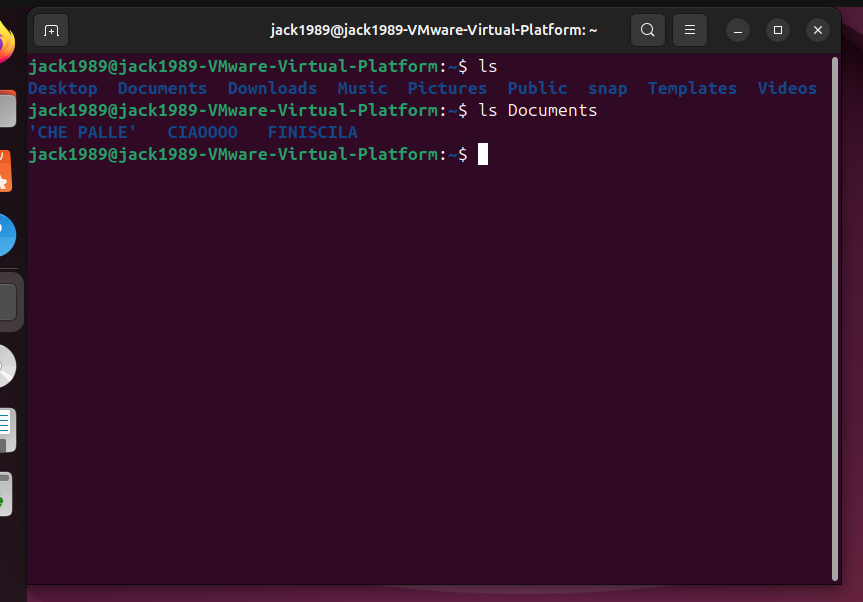 jack1989@jack1989-VMware-Virtual-Platform: ~
jack1989@jack1989-VMware-Virtual-Platform:~$ ls
Desktop  Documents  Downloads  Music  Pictures  Public  snap  Templates  Videos
jack1989@jack1989-VMware-Virtual-Platform:~$ ls Documents
'CHE PALLE'   CIAOOOO   FINISCILA
jack1989@jack1989-VMware-Virtual-Platform:~$